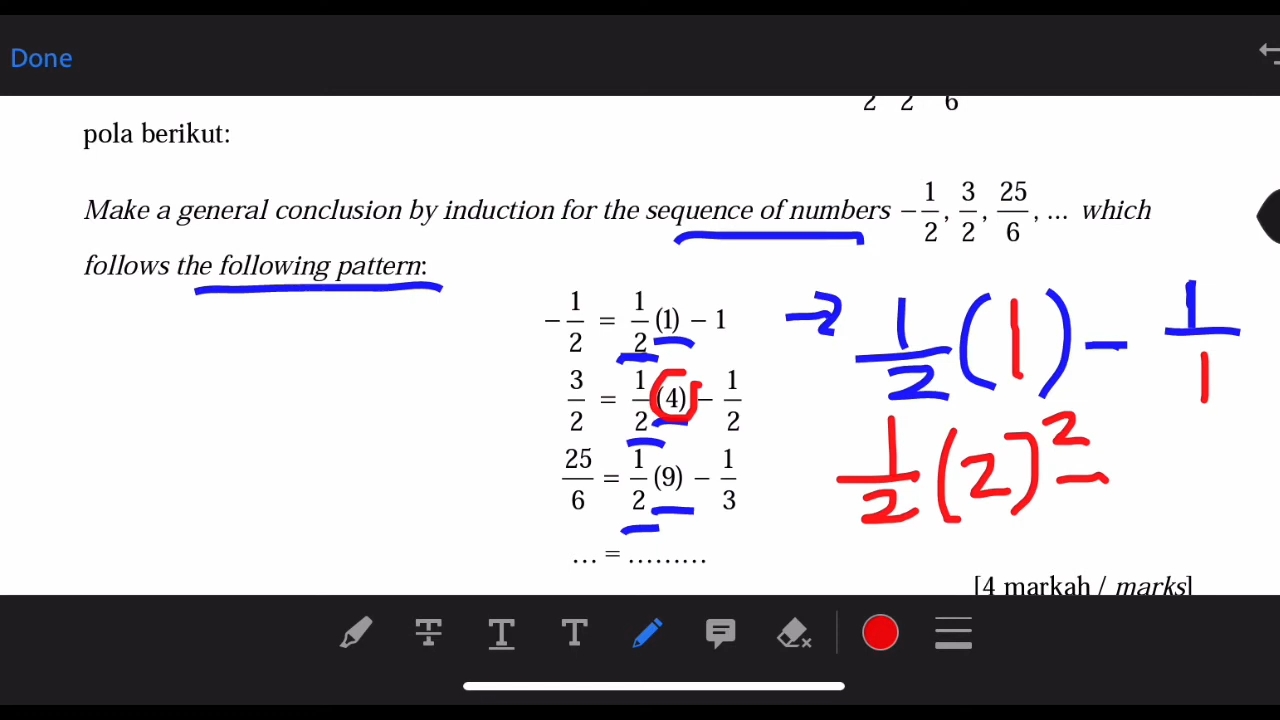 Done
2 2 6
pola berikut:
Make a general conclusion by induction for the sequence of numbers −1/2, 3/2, 25/6, ... which
follows the following pattern:
−1/2 = 1/2 (1) − 1 → 1/2 (1) − 1/1
3/2 = 1/2 (4) − 1/2
1/2 (2)² −
25/6 = 1/2 (9) − 1/3
... = .........
[4 markah / marks]
T T T